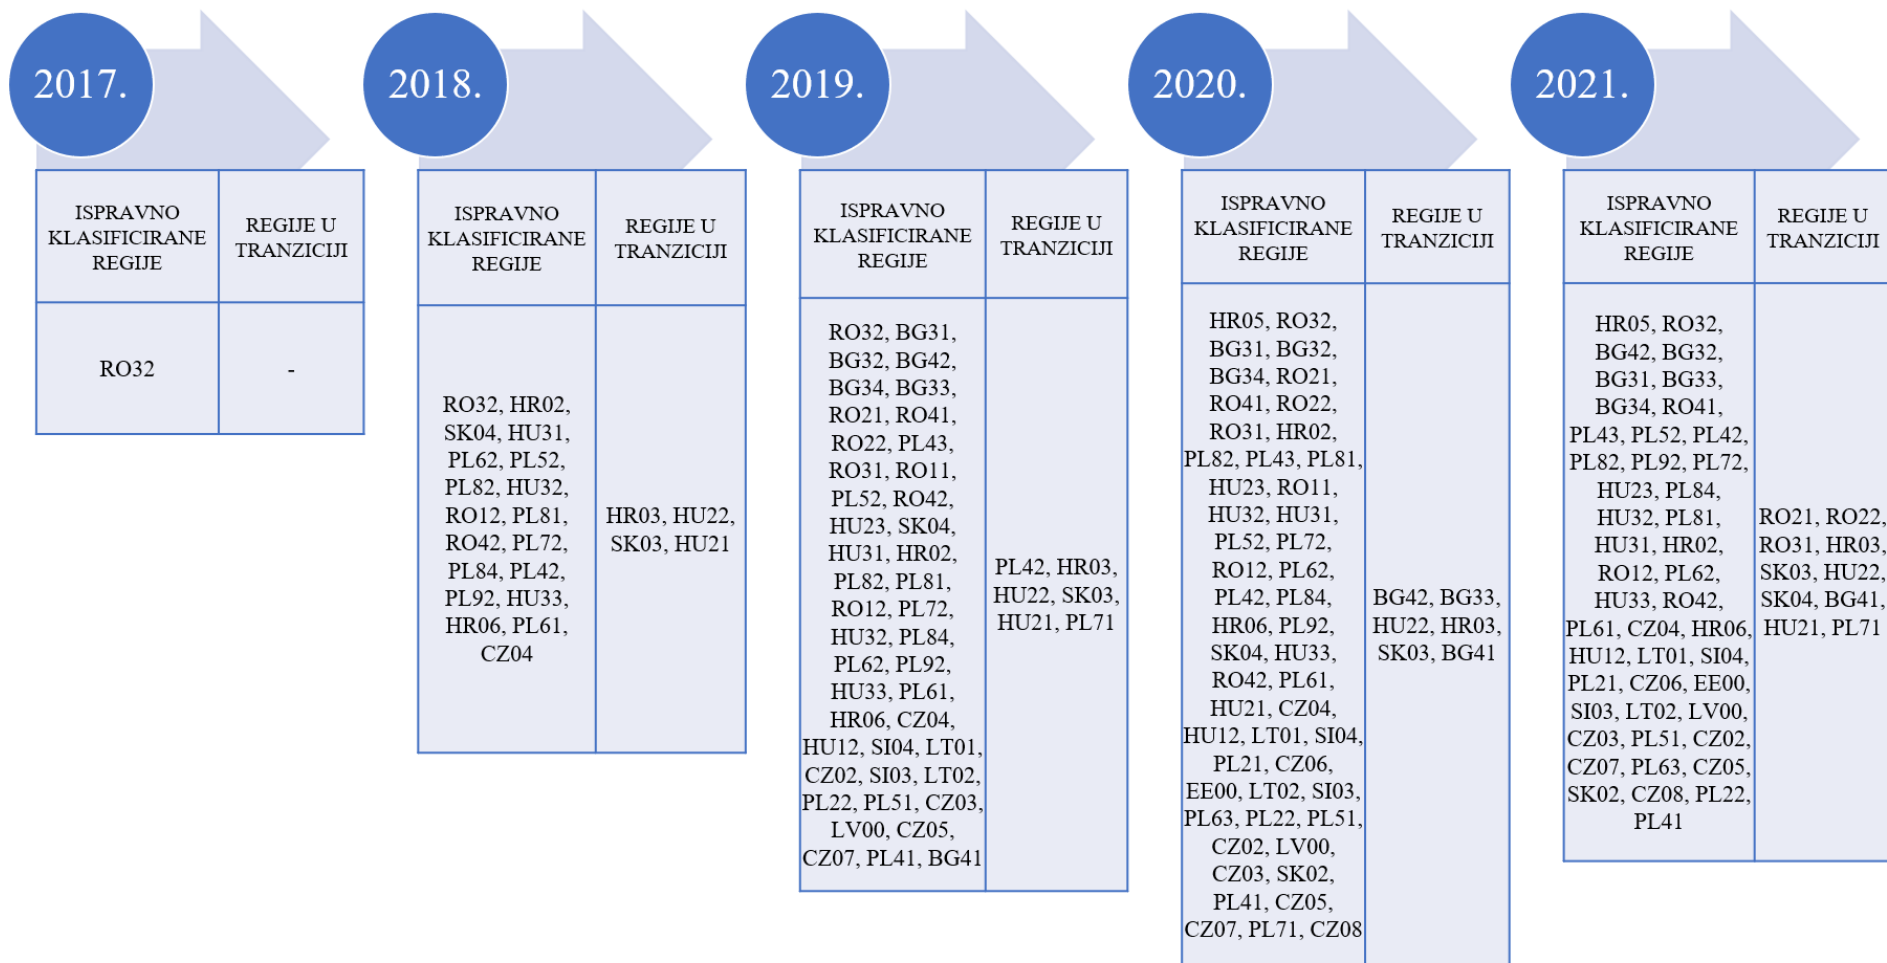 2017.
ISPRAVNO
KLASIFICIRANE
REGIJE
REGIJE U
TRANZICIJI
RO32
-
2018.
ISPRAVNO
KLASIFICIRANE
REGIJE
REGIJE U
TRANZICIJI
RO32, HR02,
SK04, HU31,
PL62, PL52,
PL82, HU32,
RO12, PL81,
RO42, PL72,
PL84, PL42,
PL92, HU33,
HR06, PL61,
CZ04
HR03, HU22,
SK03, HU21
2019.
ISPRAVNO
KLASIFICIRANE
REGIJE
REGIJE U
TRANZICIJI
RO32, BG31,
BG32, BG42,
BG34, BG33,
RO21, RO41,
RO22, PL43,
RO31, RO11,
PL52, RO42,
HU23, SK04,
HU31, HR02,
PL82, PL81,
RO12, PL72,
HU32, PL84,
PL62, PL92,
HU33, PL61,
HR06, CZ04,
HU12, SI04, LT01,
CZ02, SI03, LT02,
PL22, PL51, CZ03,
LV00, CZ05,
CZ07, PL41, BG41
PL42, HR03,
HU22, SK03,
HU21, PL71
2020.
ISPRAVNO
KLASIFICIRANE
REGIJE
REGIJE U
TRANZICIJI
HR05, RO32,
BG31, BG32,
BG34, RO21,
RO41, RO22,
RO31, HR02,
PL82, PL43, PL81,
HU23, RO11,
HU32, HU31,
PL52, PL72,
RO12, PL62,
PL42, PL84,
HR06, PL92,
SK04, HU33,
RO42, PL61,
HU21, CZ04,
HU12, LT01, SI04,
PL21, CZ06,
EE00, LT02, SI03,
PL63, PL22, PL51,
CZ02, LV00,
CZ03, SK02,
PL41, CZ05,
CZ07, PL71, CZ08
BG42, BG33,
HU22, HR03,
SK03, BG41
2021.
ISPRAVNO
KLASIFICIRANE
REGIJE
REGIJE U
TRANZICIJI
HR05, RO32,
BG42, BG32,
BG31, BG33,
BG34, RO41,
PL43, PL52, PL42,
PL82, PL92, PL72,
HU23, PL84,
HU32, PL81,
HU31, HR02,
RO12, PL62,
HU33, RO42,
PL61, CZ04, HR06,
HU12, LT01, SI04,
PL21, CZ06, EE00,
SI03, LT02, LV00,
CZ03, PL51, CZ02,
CZ07, PL63, CZ05,
SK02, CZ08, PL22,
PL41
RO21, RO22,
RO31, HR03,
SK03, HU22,
SK04, BG41,
HU21, PL71